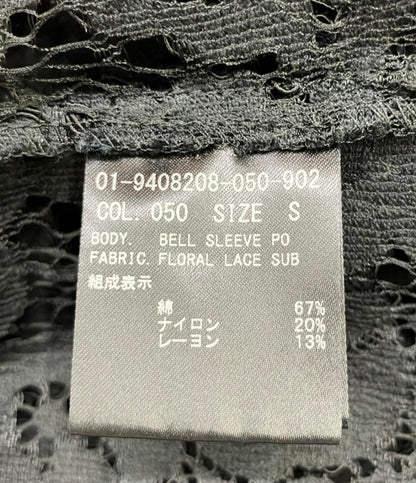 01-9408208-050-902
COL. 050 SIZE S
BODY. BELL SLEEVE PO
FABRIC. FLORAL LACE SUB
組成表示
綿 67%
ナイロン 20%
レーヨン 13%